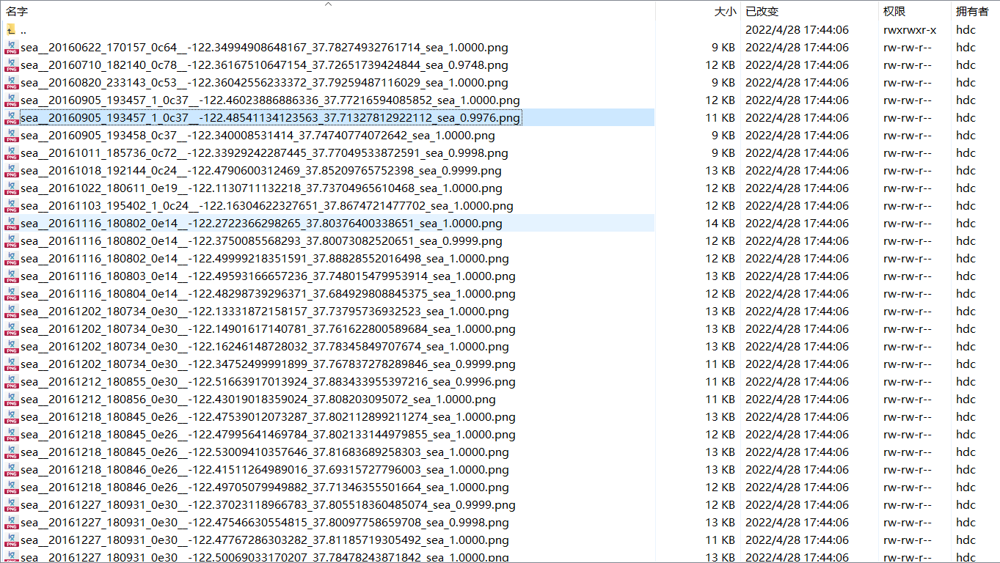 名字 大小 已改变 权限 拥有者
.. 2022/4/28 17:44:06 rwxrwxr-x hdc
sea__20160622_170157_0c64__-122.34994908648167_37.78274932761714_sea_1.0000.png 9 KB 2022/4/28 17:44:06 rw-rw-r-- hdc
sea__20160710_182140_0c78__-122.36167510647154_37.72651739424844_sea_0.9748.png 12 KB 2022/4/28 17:44:06 rw-rw-r-- hdc
sea__20160820_233143_0c53__-122.36042556233372_37.79259487116029_sea_1.0000.png 9 KB 2022/4/28 17:44:06 rw-rw-r-- hdc
sea__20160905_193457_1_0c37__-122.46023886886336_37.77216594085852_sea_1.0000.png 12 KB 2022/4/28 17:44:06 rw-rw-r-- hdc
sea__20160905_193457_1_0c37__-122.48541134123563_37.71327812922112_sea_0.9976.png 11 KB 2022/4/28 17:44:06 rw-rw-r-- hdc
sea__20160905_193458_0c37__-122.340008531414_37.74740774072642_sea_1.0000.png 9 KB 2022/4/28 17:44:06 rw-rw-r-- hdc
sea__20161011_185736_0c72__-122.33929242287445_37.77049533872591_sea_0.9998.png 9 KB 2022/4/28 17:44:06 rw-rw-r-- hdc
sea__20161018_192144_0c24__-122.4790600312469_37.85209765752398_sea_0.9999.png 13 KB 2022/4/28 17:44:06 rw-rw-r-- hdc
sea__20161022_180611_0e19__-122.1130711132218_37.73704965610468_sea_1.0000.png 12 KB 2022/4/28 17:44:06 rw-rw-r-- hdc
sea__20161103_195402_1_0c24__-122.16304622327651_37.8674721477702_sea_1.0000.png 12 KB 2022/4/28 17:44:06 rw-rw-r-- hdc
sea__20161116_180802_0e14__-122.2722366298265_37.80376400338651_sea_1.0000.png 14 KB 2022/4/28 17:44:06 rw-rw-r-- hdc
sea__20161116_180802_0e14__-122.3750085568293_37.80073082520651_sea_0.9999.png 12 KB 2022/4/28 17:44:06 rw-rw-r-- hdc
sea__20161116_180802_0e14__-122.49999218351591_37.88828552016498_sea_1.0000.png 12 KB 2022/4/28 17:44:06 rw-rw-r-- hdc
sea__20161116_180803_0e14__-122.49593166657236_37.748015479953914_sea_1.0000.png 13 KB 2022/4/28 17:44:06 rw-rw-r-- hdc
sea__20161116_180804_0e14__-122.48298739296371_37.684929808845375_sea_1.0000.png 12 KB 2022/4/28 17:44:06 rw-rw-r-- hdc
sea__20161202_180734_0e30__-122.13331872158157_37.73795736932523_sea_1.0000.png 13 KB 2022/4/28 17:44:06 rw-rw-r-- hdc
sea__20161202_180734_0e30__-122.14901617140781_37.761622800589684_sea_1.0000.png 13 KB 2022/4/28 17:44:06 rw-rw-r-- hdc
sea__20161202_180734_0e30__-122.16246148728032_37.78345849707674_sea_1.0000.png 13 KB 2022/4/28 17:44:06 rw-rw-r-- hdc
sea__20161202_180734_0e30__-122.34752499991899_37.767837278289846_sea_0.9999.png 11 KB 2022/4/28 17:44:06 rw-rw-r-- hdc
sea__20161212_180855_0e30__-122.51663917013924_37.883433955397216_sea_0.9996.png 11 KB 2022/4/28 17:44:06 rw-rw-r-- hdc
sea__20161212_180856_0e30__-122.43019018359024_37.808203095072_sea_1.0000.png 11 KB 2022/4/28 17:44:06 rw-rw-r-- hdc
sea__20161218_180845_0e26__-122.47539012073287_37.802112899211274_sea_1.0000.png 13 KB 2022/4/28 17:44:06 rw-rw-r-- hdc
sea__20161218_180845_0e26__-122.47995641469784_37.802133144979855_sea_1.0000.png 12 KB 2022/4/28 17:44:06 rw-rw-r-- hdc
sea__20161218_180845_0e26__-122.53009410357646_37.81683689258303_sea_1.0000.png 13 KB 2022/4/28 17:44:06 rw-rw-r-- hdc
sea__20161218_180846_0e26__-122.41511264989016_37.69315727796003_sea_1.0000.png 13 KB 2022/4/28 17:44:06 rw-rw-r-- hdc
sea__20161218_180846_0e26__-122.49705079949882_37.71346355501664_sea_1.0000.png 12 KB 2022/4/28 17:44:06 rw-rw-r-- hdc
sea__20161227_180931_0e30__-122.37023118966783_37.805518360485074_sea_0.9999.png 12 KB 2022/4/28 17:44:06 rw-rw-r-- hdc
sea__20161227_180931_0e30__-122.47546630554815_37.80097758659708_sea_0.9998.png 13 KB 2022/4/28 17:44:06 rw-rw-r-- hdc
sea__20161227_180931_0e30__-122.47767286303282_37.81185719305492_sea_1.0000.png 11 KB 2022/4/28 17:44:06 rw-rw-r-- hdc
sea__20161227_180931_0e30__-122.50069033170207_37.78478243871842_sea_1.0000.png 13 KB 2022/4/28 17:44:06 rw-rw-r-- hdc